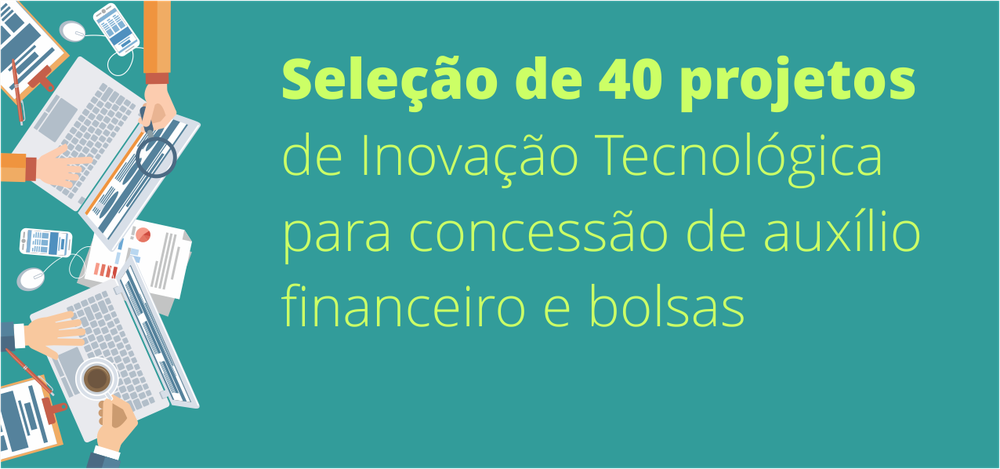 Seleção de 40 projetos
de Inovação Tecnológica
para concessão de auxílio
financeiro e bolsas